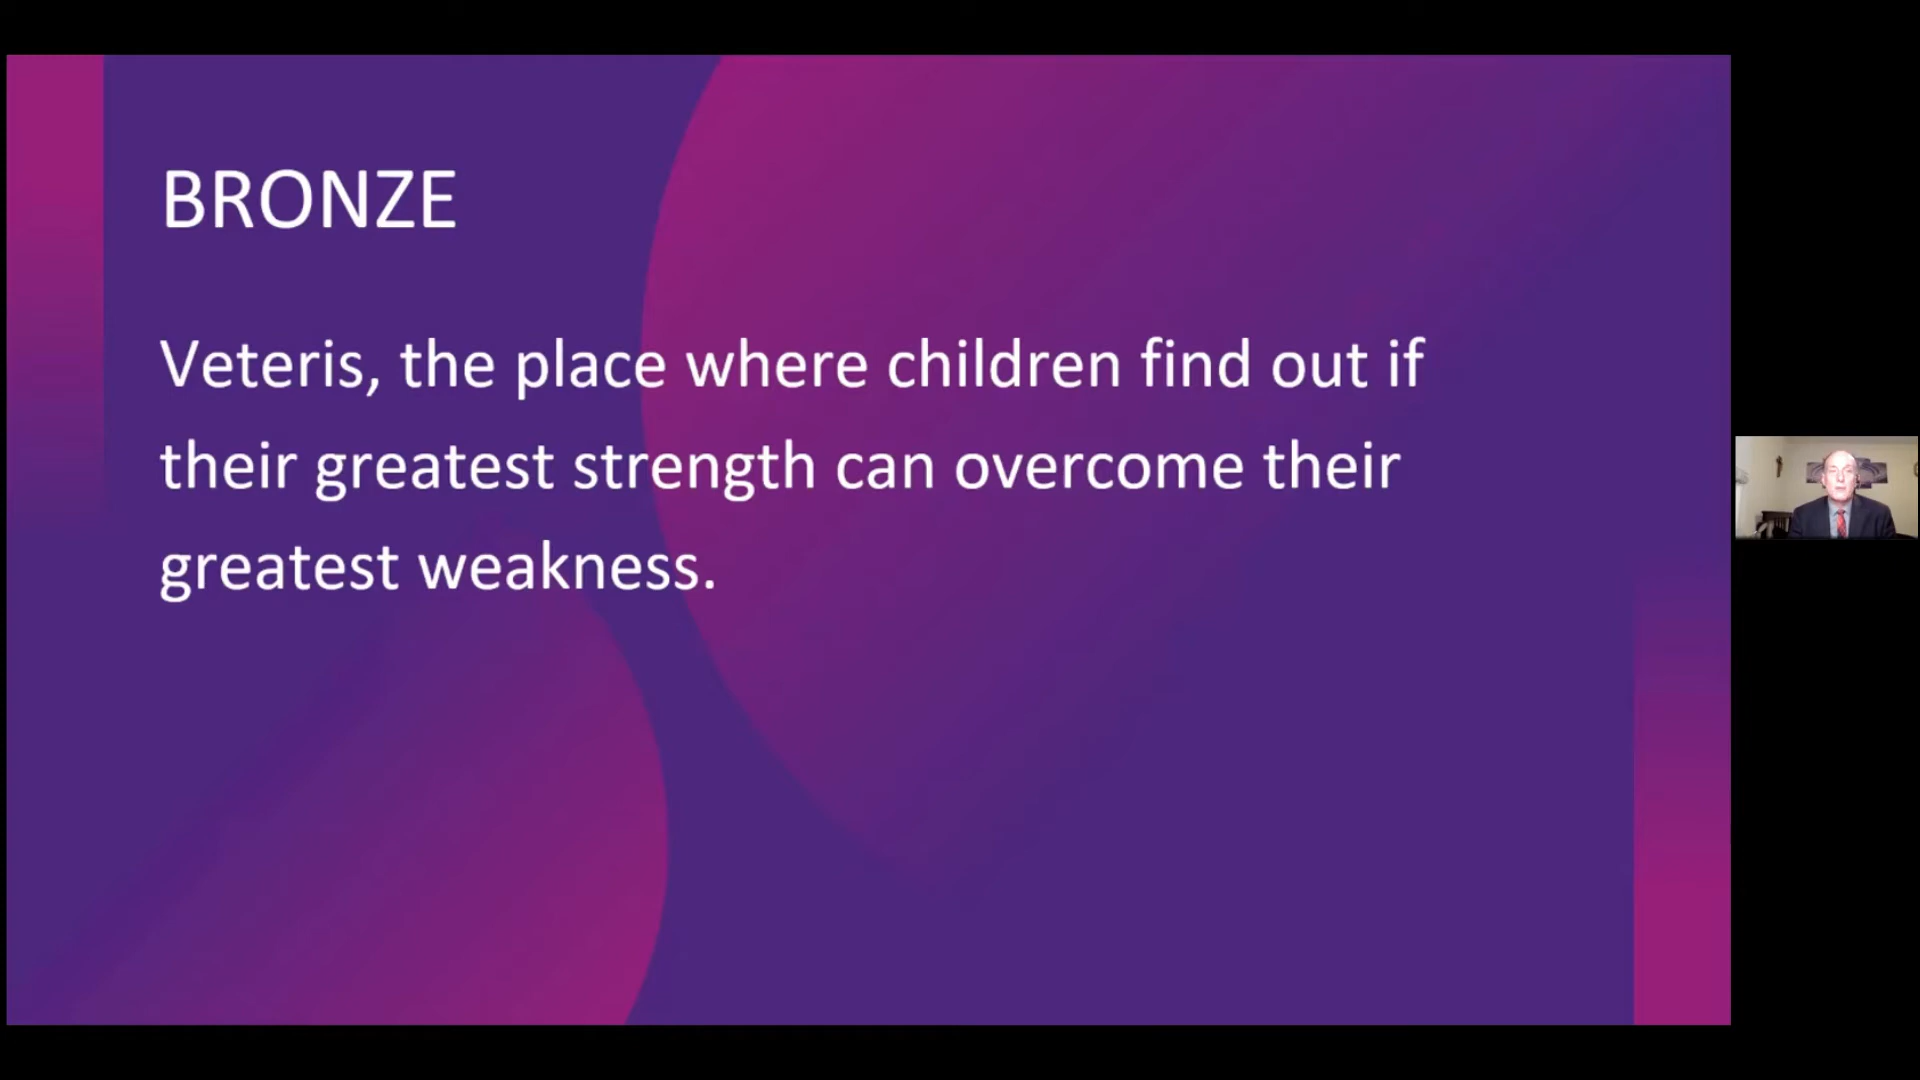 BRONZE
Veteris, the place where children find out if
their greatest strength can overcome their
greatest weakness.